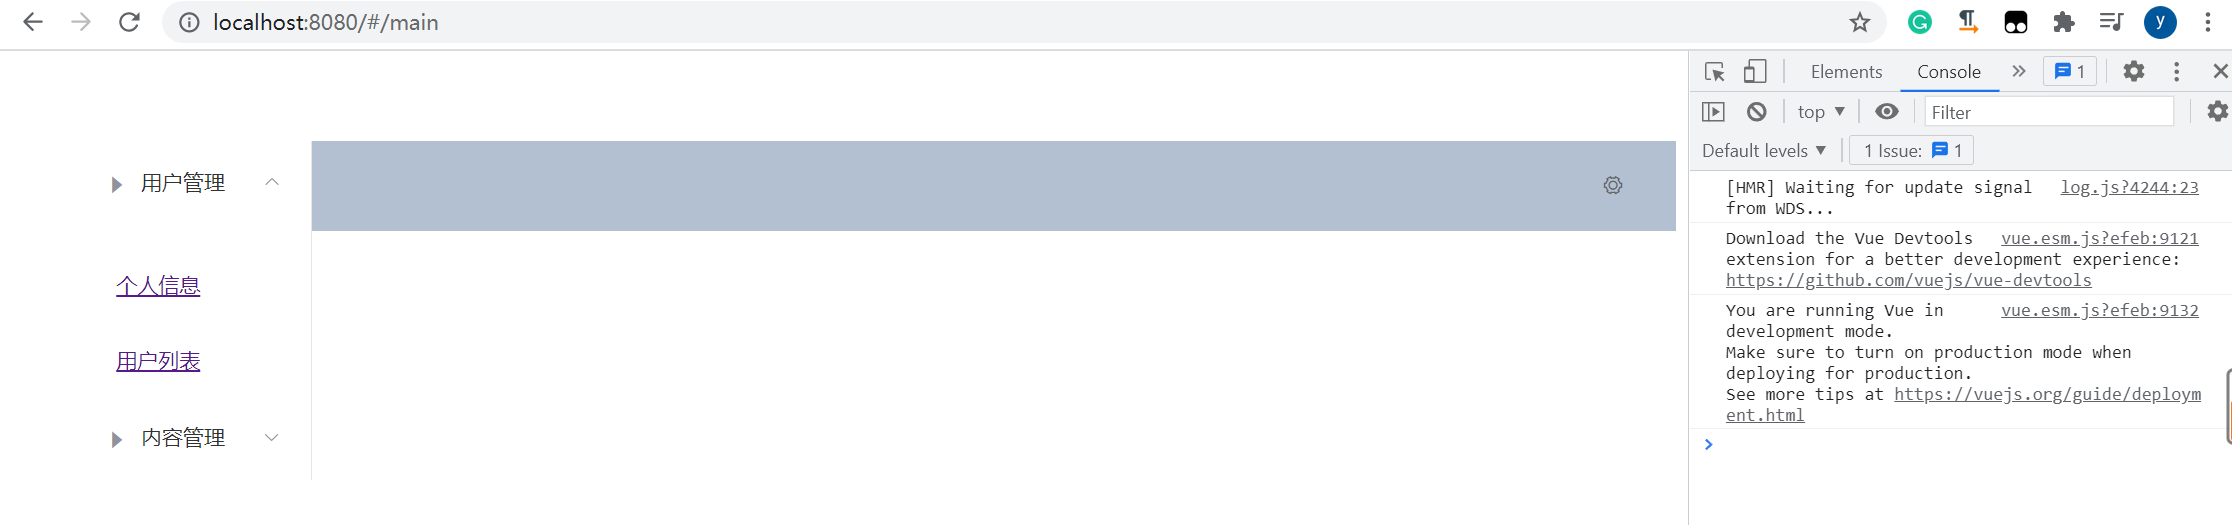 localhost:8080/#/main
y
Elements
Console
1
top
Filter
Default levels
1 Issue:
1
用户管理
个人信息
用户列表
内容管理
[HMR] Waiting for update signal log.js?4244:23
from WDS...
Download the Vue Devtools vue.esm.js?efeb:9121
extension for a better development experience:
https://github.com/vuejs/vue-devtools
You are running Vue in vue.esm.js?efeb:9132
development mode.
Make sure to turn on production mode when
deploying for production.
See more tips at https://vuejs.org/guide/deploym
ent.html